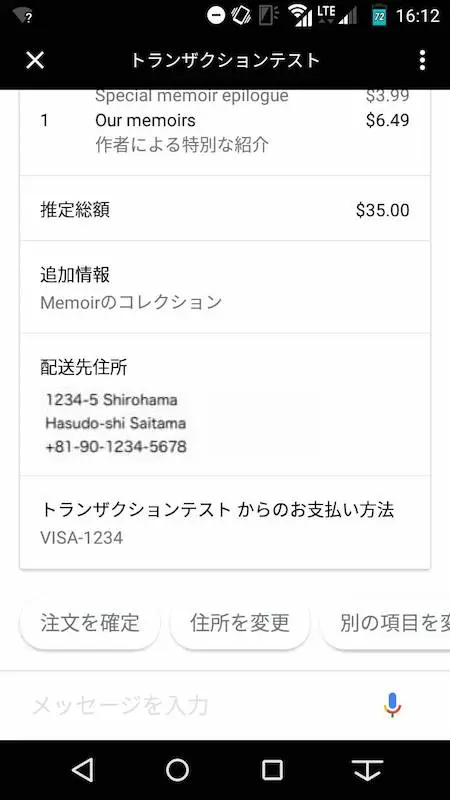 ? LTE 72 16:12
トランザクションテスト
Special memoir epilogue $3.99
1 Our memoirs $6.49
作者による特別な紹介
推定総額 $35.00
追加情報
Memoirのコレクション
配送先住所
1234-5 Shirohama
Hasudo-shi Saitama
+81-90-1234-5678
トランザクションテスト からのお支払い方法
VISA-1234
注文を確定 住所を変更 別の項目を変
メッセージを入力